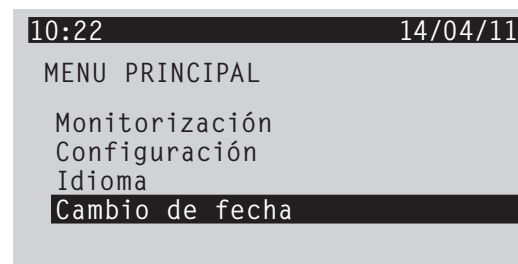 10:22 14/04/11
MENU PRINCIPAL
Monitorización
Configuración
Idioma
Cambio de fecha